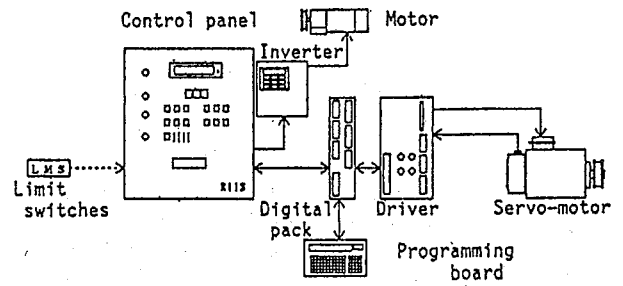 Control panel
Motor
Inverter
LMS
Limit
switches
Digital
pack
Driver
Servo-motor
Programming
board